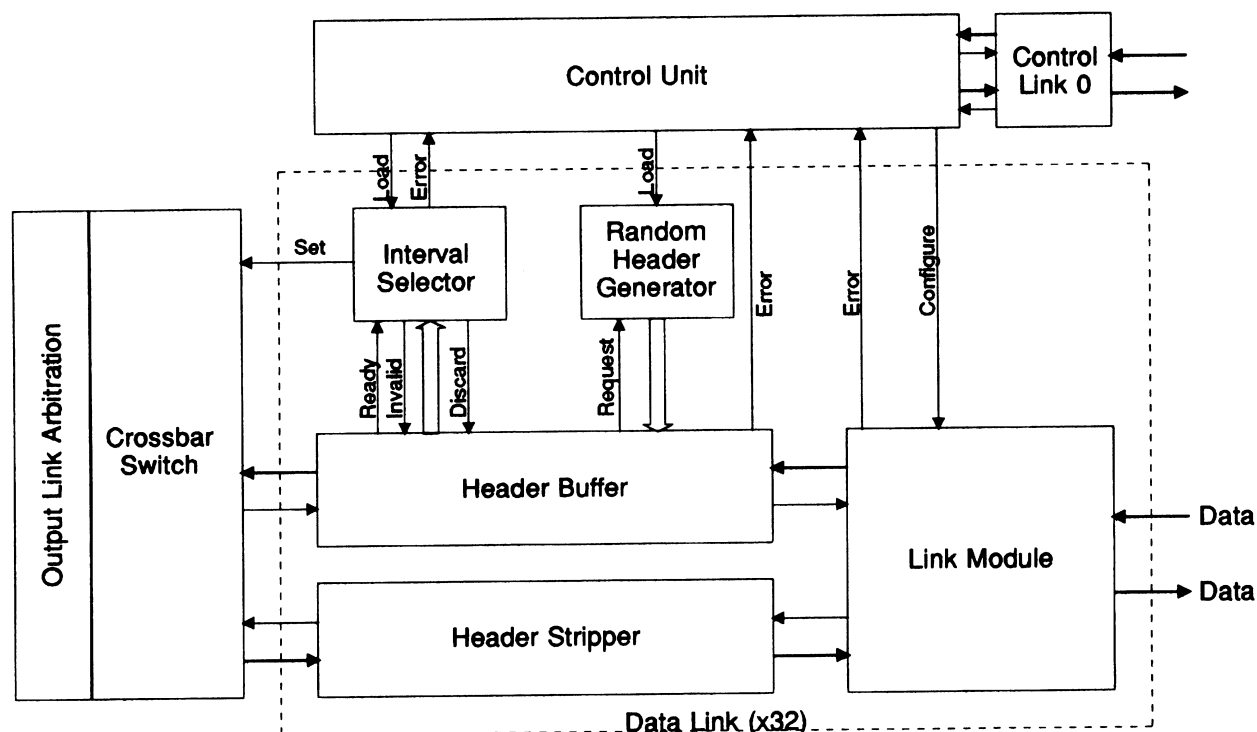 Control Unit
Control
Link 0
Load
Error
Load
Error
Error
Configure
Set
Interval
Selector
Random
Header
Generator
Output Link Arbitration
Crossbar
Switch
Ready
Invalid
Discard
Request
Header Buffer
Link Module
Data
Data
Header Stripper
Data Link (x32)